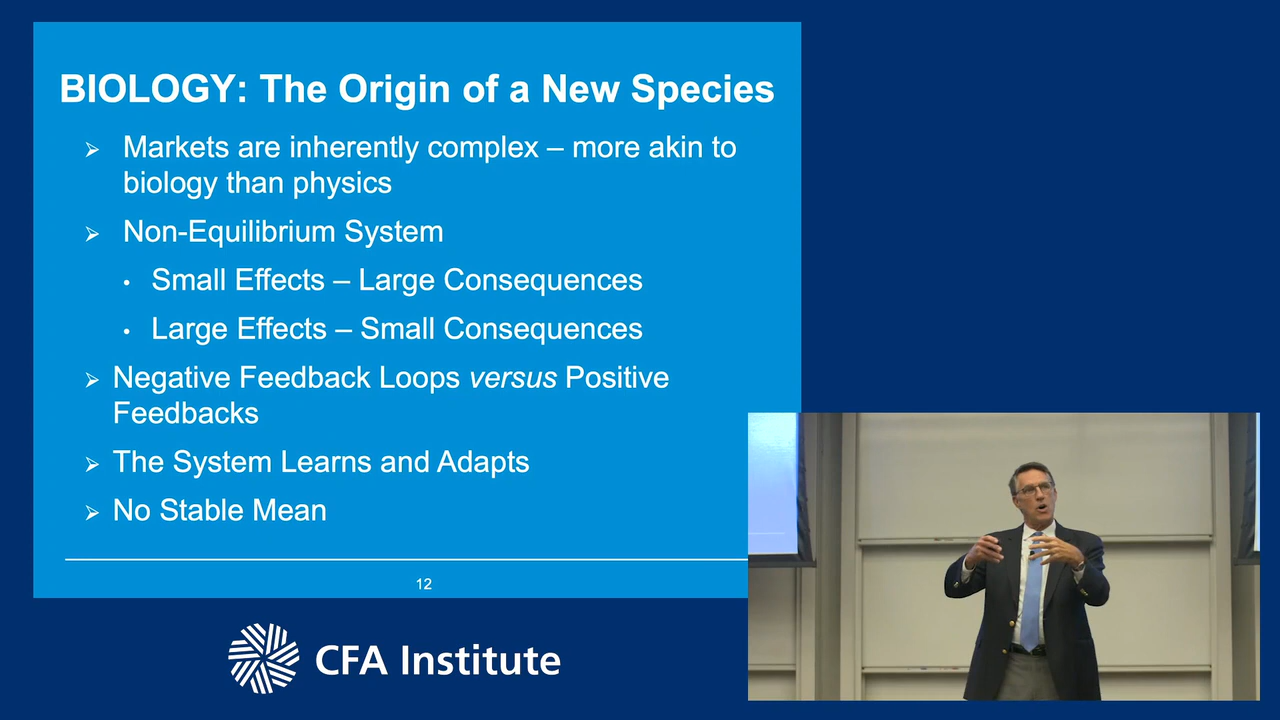 BIOLOGY: The Origin of a New Species
➢ Markets are inherently complex – more akin to
biology than physics
➢ Non-Equilibrium System
• Small Effects – Large Consequences
• Large Effects – Small Consequences
➢ Negative Feedback Loops versus Positive
Feedbacks
➢ The System Learns and Adapts
➢ No Stable Mean
12
CFA Institute